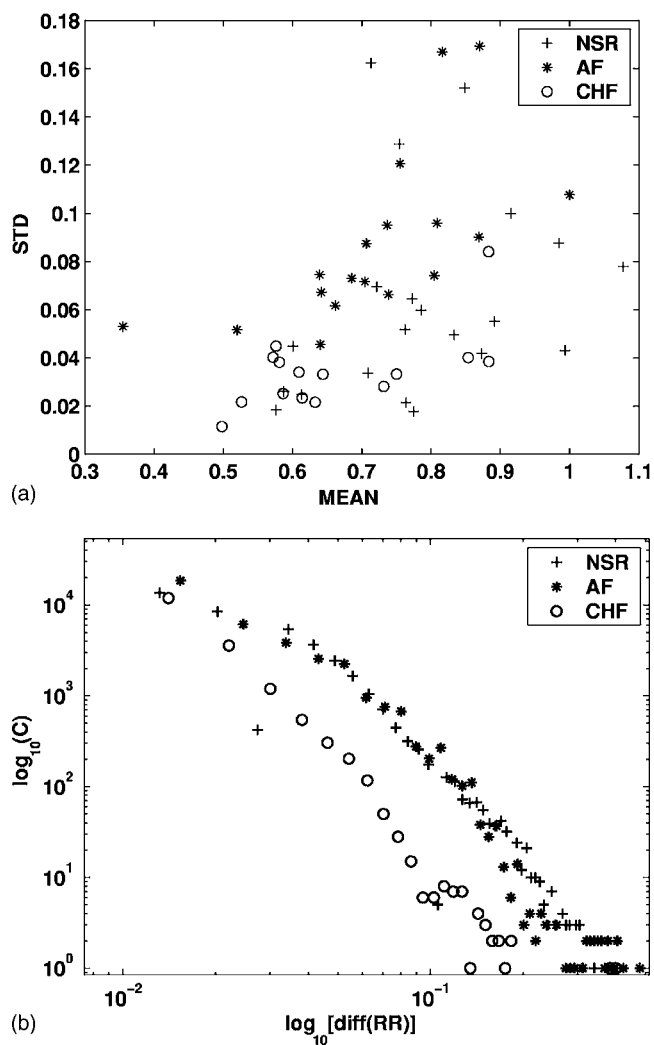 0.18
0.16
0.14
0.12
0.1
0.08
0.06
0.04
0.02
0
STD
NSR
AF
CHF
0.3 0.4 0.5 0.6 0.7 0.8 0.9 1 1.1
MEAN
(a)
10^4
10^3
10^2
10^1
10^0
log10(C)
NSR
AF
CHF
10^-2 10^-1
log10[diff(RR)]
(b)